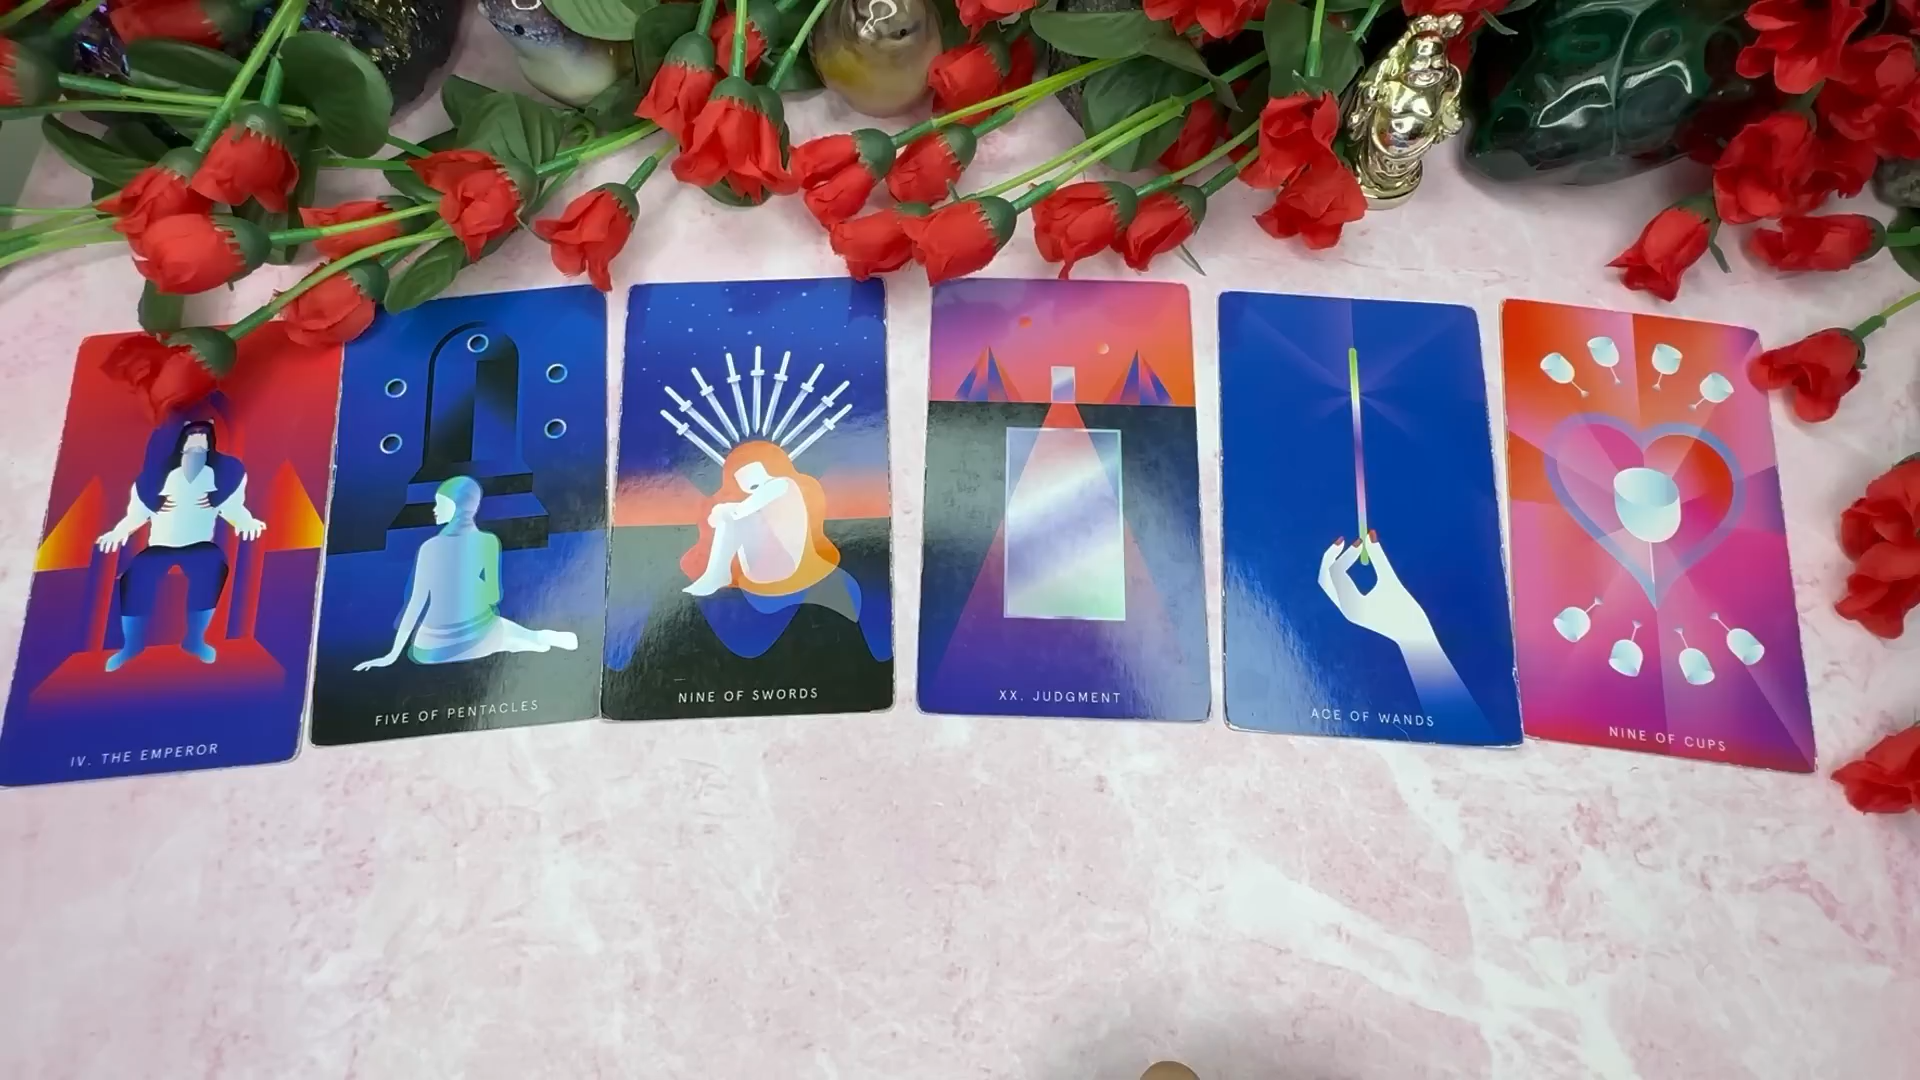 IV. THE EMPEROR
FIVE OF PENTACLES
NINE OF SWORDS
XX. JUDGMENT
ACE OF WANDS
NINE OF CUPS